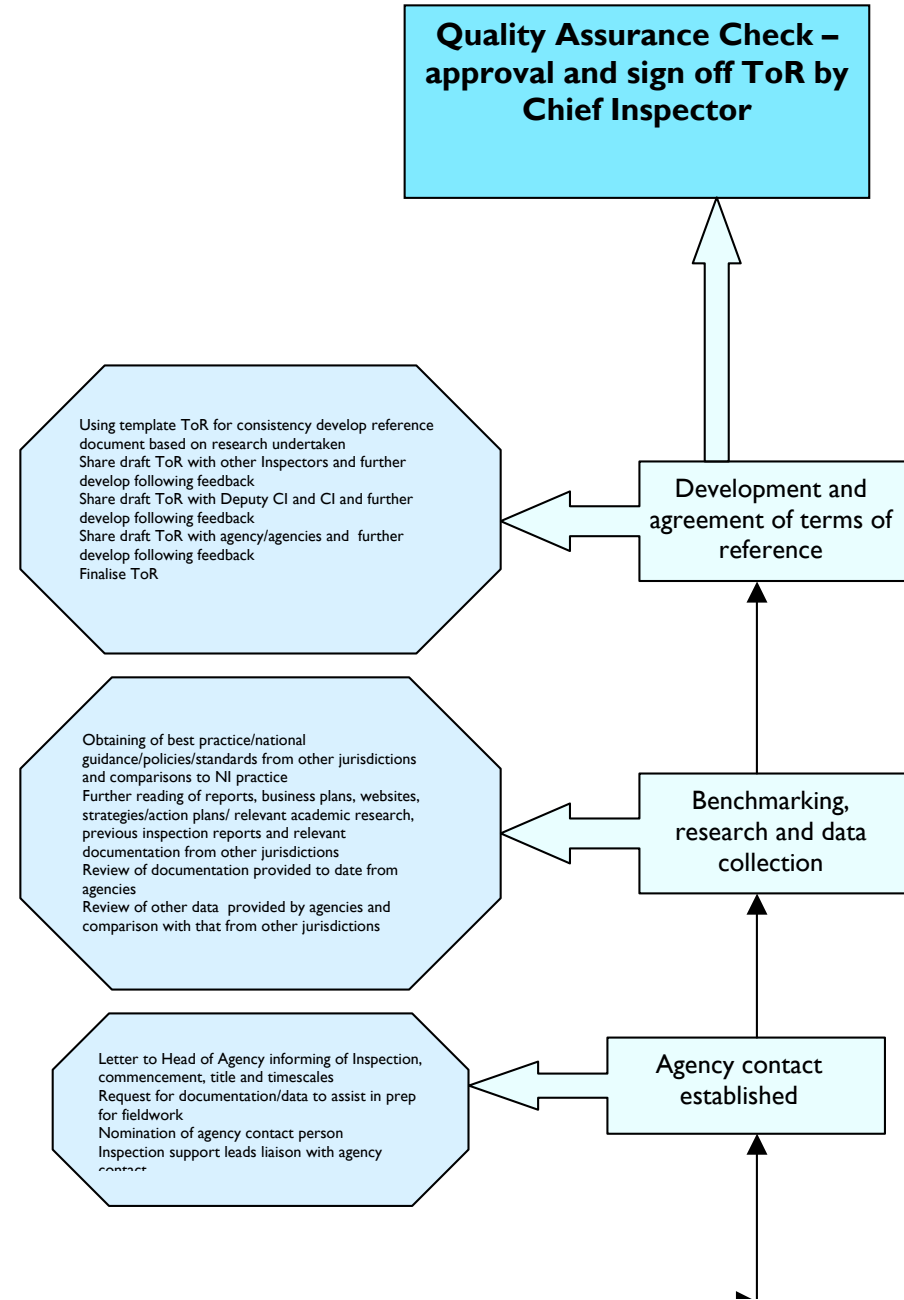 Quality Assurance Check –
approval and sign off ToR by
Chief Inspector
Using template ToR for consistency develop reference
document based on research undertaken
Share draft ToR with other Inspectors and further
develop following feedback
Share draft ToR with Deputy CI and CI and further
develop following feedback
Share draft ToR with agency/agencies and further
develop following feedback
Finalise ToR
Development and
agreement of terms of
reference
Obtaining of best practice/national
guidance/policies/standards from other jurisdictions
and comparisons to NI practice
Further reading of reports, business plans, websites,
strategies/action plans/ relevant academic research,
previous inspection reports and relevant
documentation from other jurisdictions
Review of documentation provided to date from
agencies
Review of other data provided by agencies and
comparison with that from other jurisdictions
Benchmarking,
research and data
collection
Letter to Head of Agency informing of Inspection,
commencement, title and timescales
Request for documentation/data to assist in prep
for fieldwork
Nomination of agency contact person
Inspection support leads liaison with agency
contact
Agency contact
established